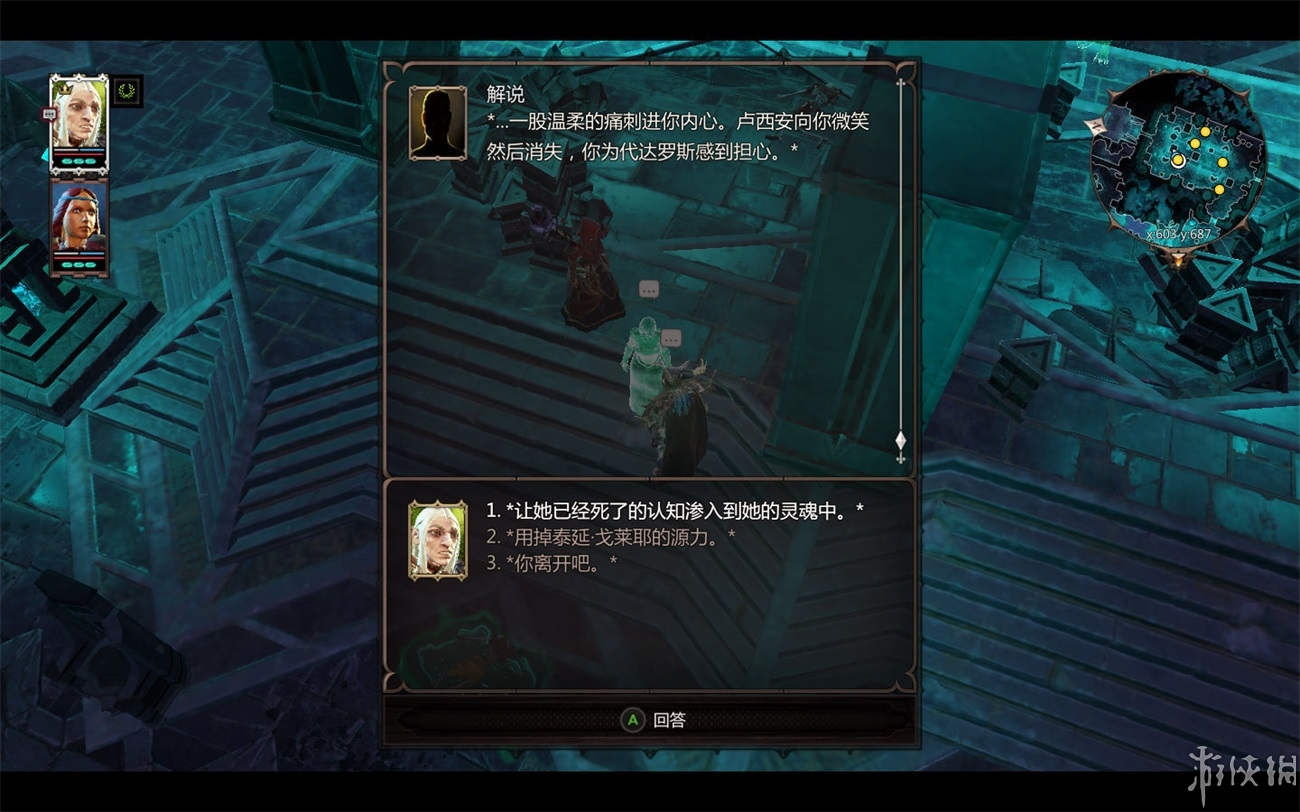 解说
*...一股温柔的痛刺进你内心。卢西安向你微笑
然后消失，你为代达罗斯感到担心。*
x:603 y:687
1. *让她已经死了的认知渗入到她的灵魂中。*
2. *用掉泰延·戈莱耶的源力。*
3. *你离开吧。*
A 回答
游侠网